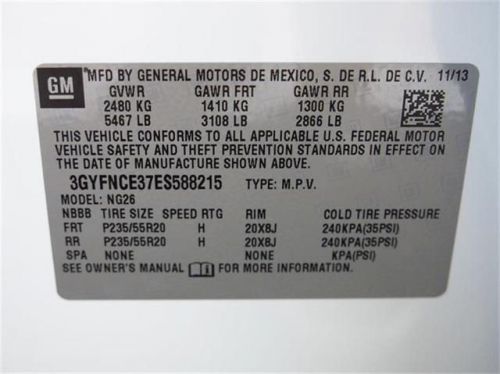 GM
MFD BY GENERAL MOTORS DE MEXICO, S. DE R.L. DE C.V. 11/13
GVWR GAWR FRT GAWR RR
2480 KG 1410 KG 1300 KG
5467 LB 3108 LB 2866 LB
THIS VEHICLE CONFORMS TO ALL APPLICABLE U.S. FEDERAL MOTOR
VEHICLE SAFETY AND THEFT PREVENTION STANDARDS IN EFFECT
ON THE DATE OF MANUFACTURE SHOWN ABOVE.
3GYFNCE37ES588215 TYPE: M.P.V.
MODEL: NG26
NBBB TIRE SIZE SPEED RTG RIM COLD TIRE PRESSURE
FRT P235/55R20 H 20X8J 240KPA(35PSI)
RR P235/55R20 H 20X8J 240KPA(35PSI)
SPA NONE NONE KPA(PSI)
SEE OWNER'S MANUAL FOR MORE INFORMATION.